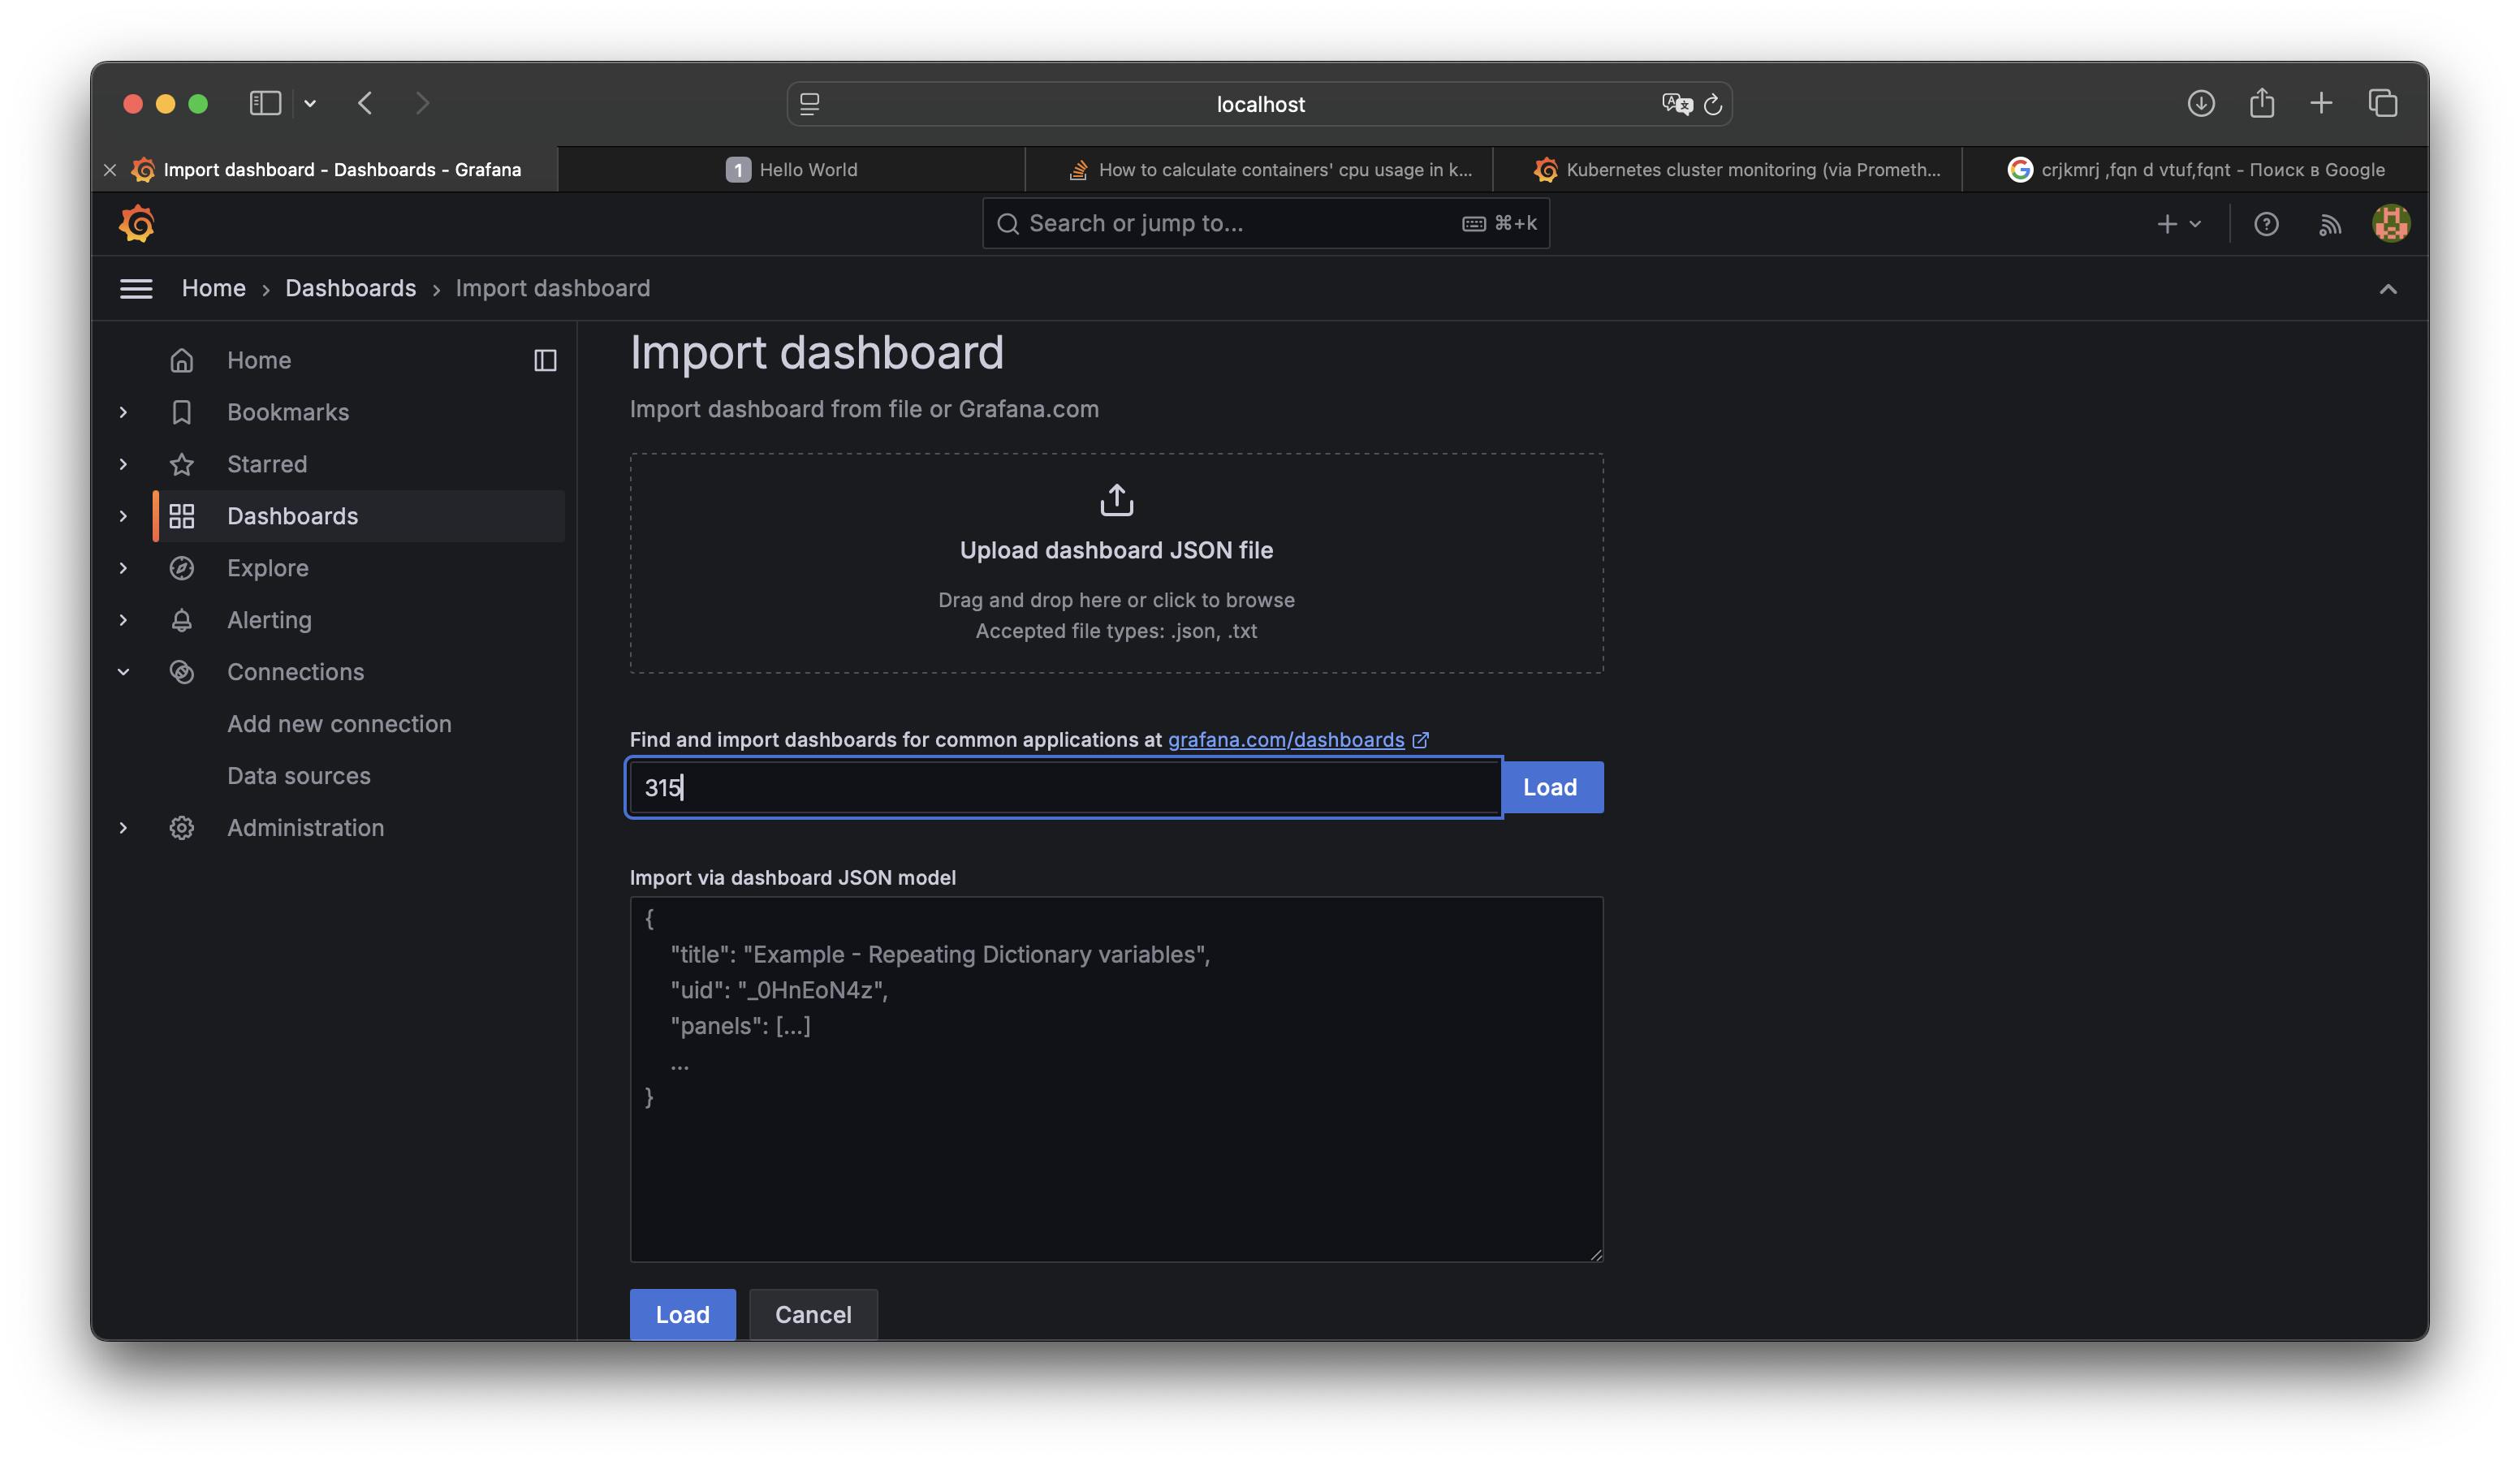 localhost
Import dashboard - Dashboards - Grafana
1 Hello World
How to calculate containers' cpu usage in k...
Kubernetes cluster monitoring (via Prometh...
crjkmrj ,fqn d vtuf,fqnt - Поиск в Google
Search or jump to...
⌘+k
Home › Dashboards › Import dashboard
Home
Bookmarks
Starred
Dashboards
Explore
Alerting
Connections
Add new connection
Data sources
Administration
Import dashboard
Import dashboard from file or Grafana.com
Upload dashboard JSON file
Drag and drop here or click to browse
Accepted file types: .json, .txt
Find and import dashboards for common applications at grafana.com/dashboards
315
Load
Import via dashboard JSON model
{
"title": "Example - Repeating Dictionary variables",
"uid": "_0HnEoN4z",
"panels": [...]
...
}
Load
Cancel